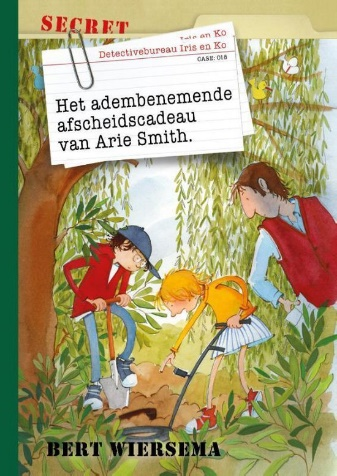 SECRET
Iris en Ko
Detectivebureau Iris en Ko
CASE: 018
Het adembenemende
afscheidscadeau
van Arie Smith.
BERT WIERSEMA